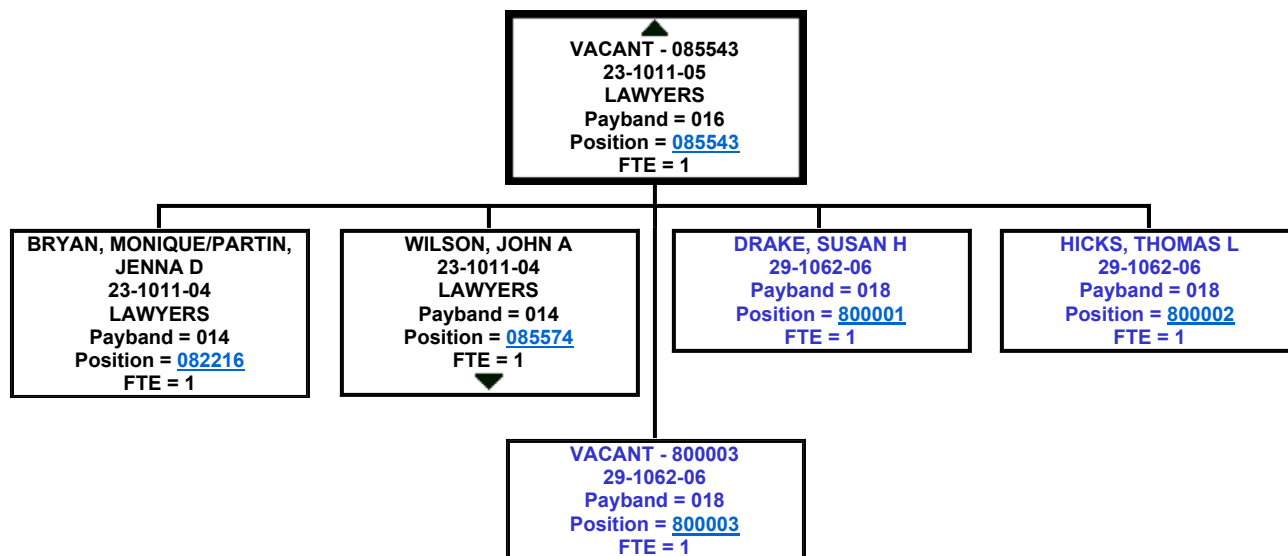 VACANT - 085543
23-1011-05
LAWYERS
Payband = 016
Position = 085543
FTE = 1
BRYAN, MONIQUE/PARTIN,
JENNA D
23-1011-04
LAWYERS
Payband = 014
Position = 082216
FTE = 1
WILSON, JOHN A
23-1011-04
LAWYERS
Payband = 014
Position = 085574
FTE = 1
DRAKE, SUSAN H
29-1062-06
Payband = 018
Position = 800001
FTE = 1
HICKS, THOMAS L
29-1062-06
Payband = 018
Position = 800002
FTE = 1
VACANT - 800003
29-1062-06
Payband = 018
Position = 800003
FTE = 1